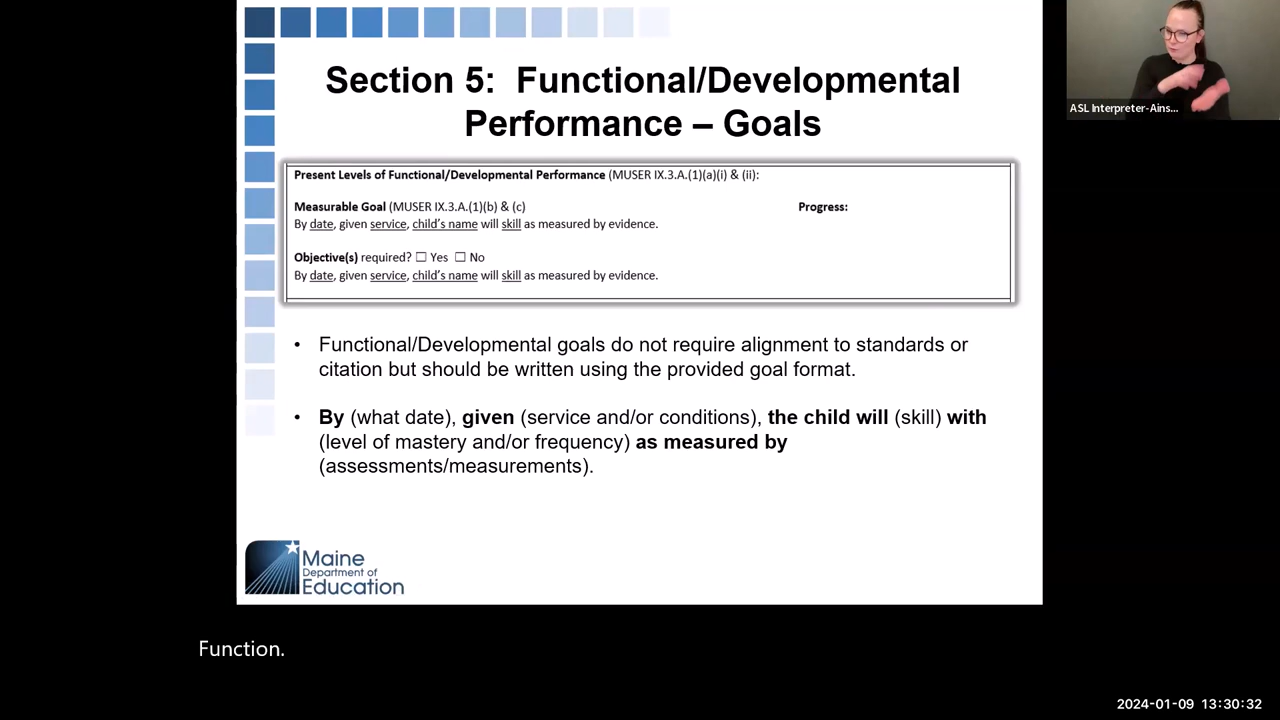 Section 5:  Functional/Developmental
Performance – Goals
Present Levels of Functional/Developmental Performance (MUSER IX.3.A.(1)(a)(i) & (ii):
Measurable Goal (MUSER IX.3.A.(1)(b) & (c)
Progress:
By date, given service, child's name will skill as measured by evidence.
Objective(s) required? ☐ Yes ☐ No
By date, given service, child's name will skill as measured by evidence.
• Functional/Developmental goals do not require alignment to standards or
citation but should be written using the provided goal format.
• By (what date), given (service and/or conditions), the child will (skill) with
(level of mastery and/or frequency) as measured by
(assessments/measurements).
Maine
Department of
Education
ASL Interpreter-Ains...
Function.
2024-01-09 13:30:32